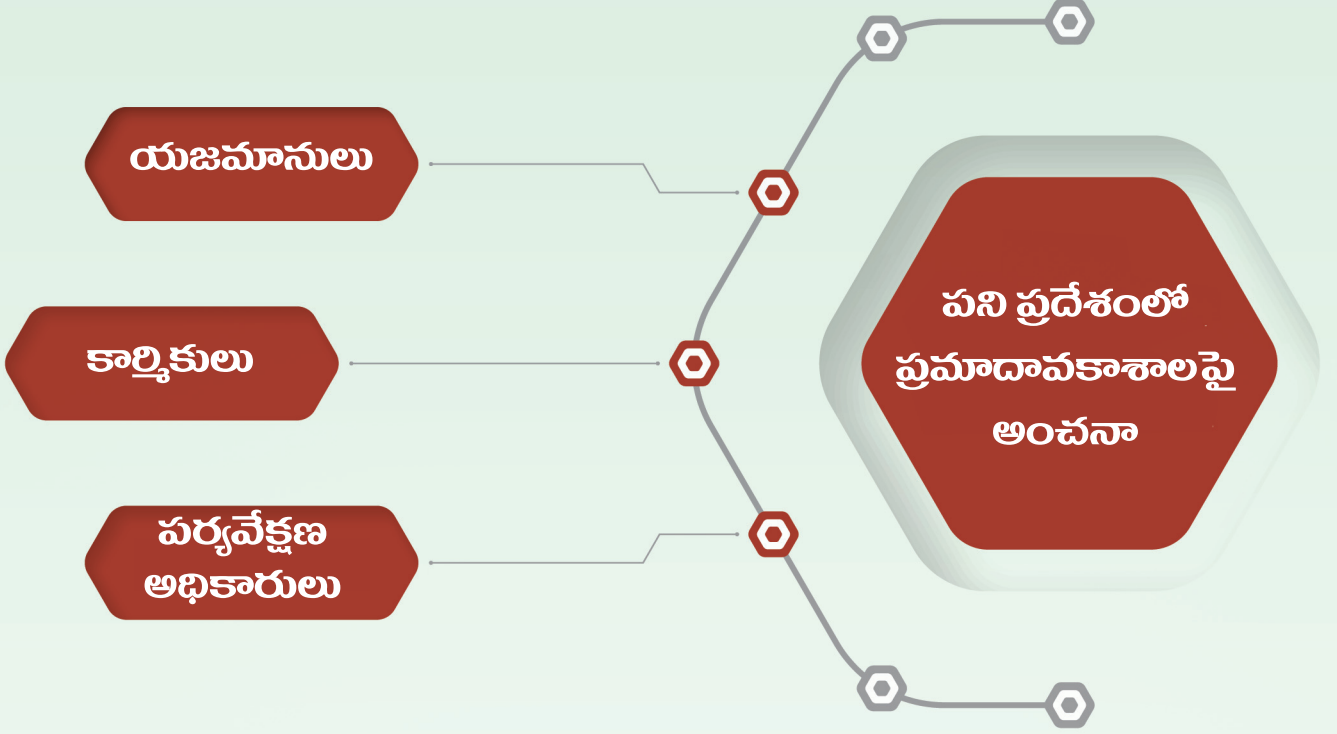 యజమానులు
కార్మికులు
పర్యవేక్షణ
అధికారులు
పని ప్రదేశంలో
ప్రమాదావకాశాలపై
అంచనా